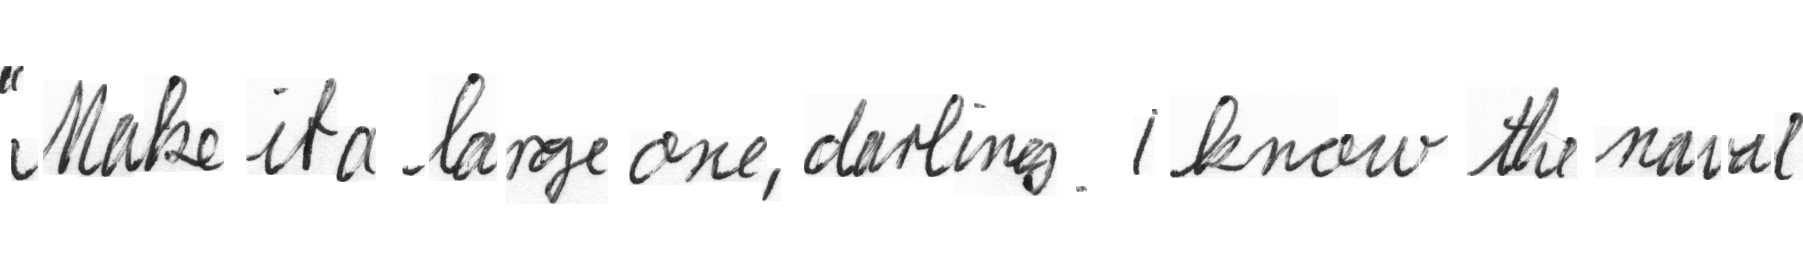 "Make it a large one, darling. I know the naval